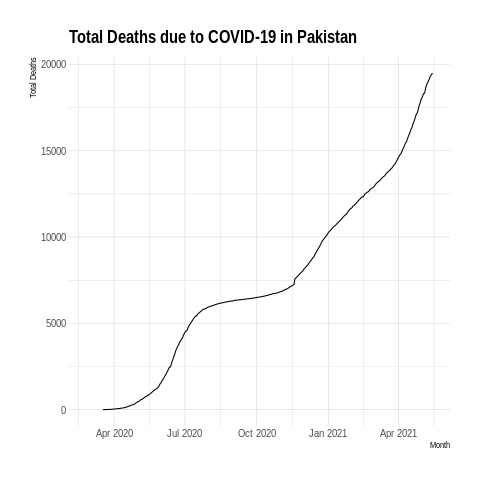 Total Deaths due to COVID-19 in Pakistan
Total Deaths
20000
15000
10000
5000
0
Apr 2020 Jul 2020 Oct 2020 Jan 2021 Apr 2021
Month